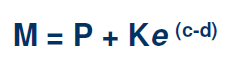 M = P + Ke (c-d)